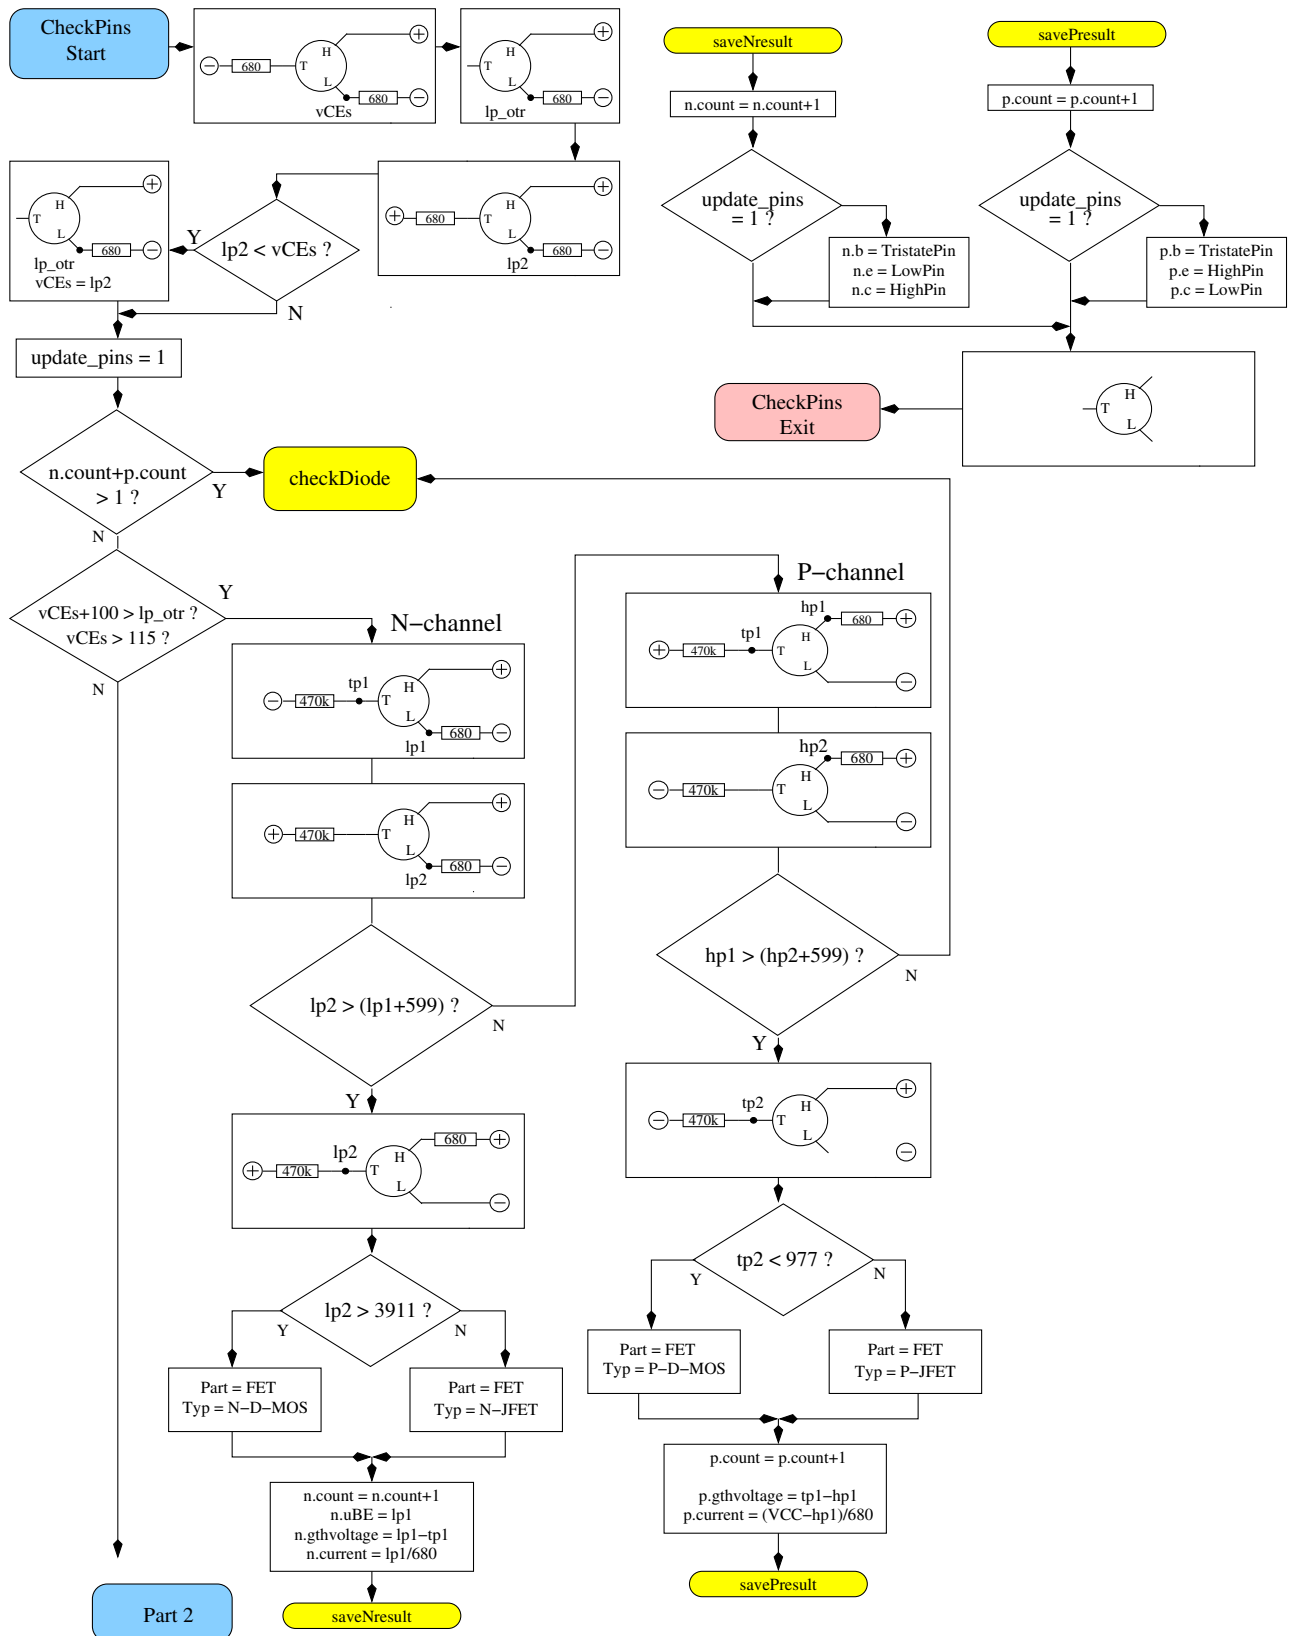 CheckPins
Start
H
T
L
680
680
vCEs
H
T
L
680
lp_otr
saveNresult
n.count = n.count+1
update_pins
= 1 ?
n.b = TristatePin
n.e = LowPin
n.c = HighPin
savePresult
p.count = p.count+1
update_pins
= 1 ?
p.b = TristatePin
p.e = HighPin
p.c = LowPin
H
T
L
680
lp_otr
vCEs = lp2
Y
lp2 < vCEs ?
N
H
T
L
680
680
lp2
update_pins = 1
H
T
L
CheckPins
Exit
n.count+p.count
> 1 ?
Y
N
checkDiode
vCEs+100 > lp_otr ?
vCEs > 115 ?
Y
N
N−channel
tp1
470k
T
H
L
680
lp1
470k
T
H
L
680
lp2
lp2 > (lp1+599) ?
N
Y
680
lp2
470k
T
H
L
lp2 > 3911 ?
Y
N
Part = FET
Typ = N−D−MOS
Part = FET
Typ = N−JFET
n.count = n.count+1
n.uBE = lp1
n.gthvoltage = lp1−tp1
n.current = lp1/680
saveNresult
Part 2
P−channel
hp1
680
tp1
470k
T
H
L
hp2
680
470k
T
H
L
hp1 > (hp2+599) ?
N
Y
tp2
470k
T
H
L
tp2 < 977 ?
Y
N
Part = FET
Typ = P−D−MOS
Part = FET
Typ = P−JFET
p.count = p.count+1
p.gthvoltage = tp1−hp1
p.current = (VCC−hp1)/680
savePresult